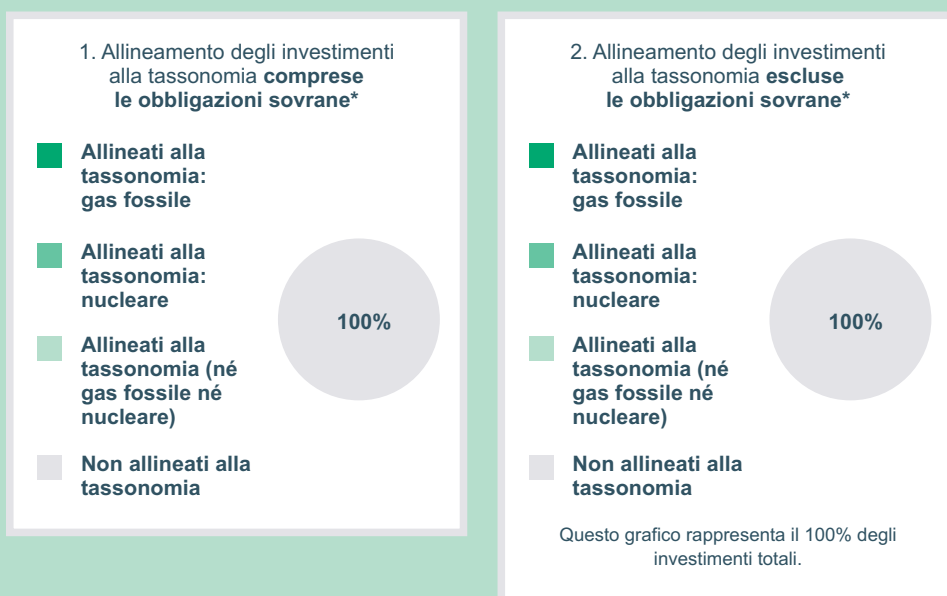 1. Allineamento degli investimenti
alla tassonomia comprese
le obbligazioni sovrane*
Allineati alla
tassonomia:
gas fossile
Allineati alla
tassonomia:
nucleare
Allineati alla
tassonomia (né
gas fossile né
nucleare)
Non allineati alla
tassonomia
100%
2. Allineamento degli investimenti
alla tassonomia escluse
le obbligazioni sovrane*
Allineati alla
tassonomia:
gas fossile
Allineati alla
tassonomia:
nucleare
Allineati alla
tassonomia (né
gas fossile né
nucleare)
Non allineati alla
tassonomia
100%
Questo grafico rappresenta il 100% degli
investimenti totali.